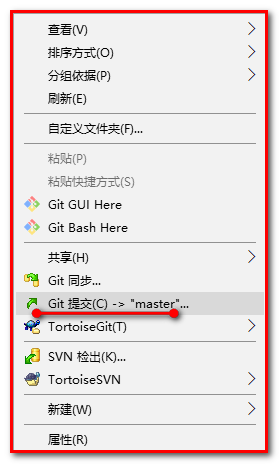 查看(V)
排序方式(O)
分组依据(P)
刷新(E)
自定义文件夹(F)...
粘贴(P)
粘贴快捷方式(S)
Git GUI Here
Git Bash Here
共享(H)
Git 同步...
Git 提交(C) -> "master"...
TortoiseGit(T)
SVN 检出(K)...
TortoiseSVN
新建(W)
属性(R)